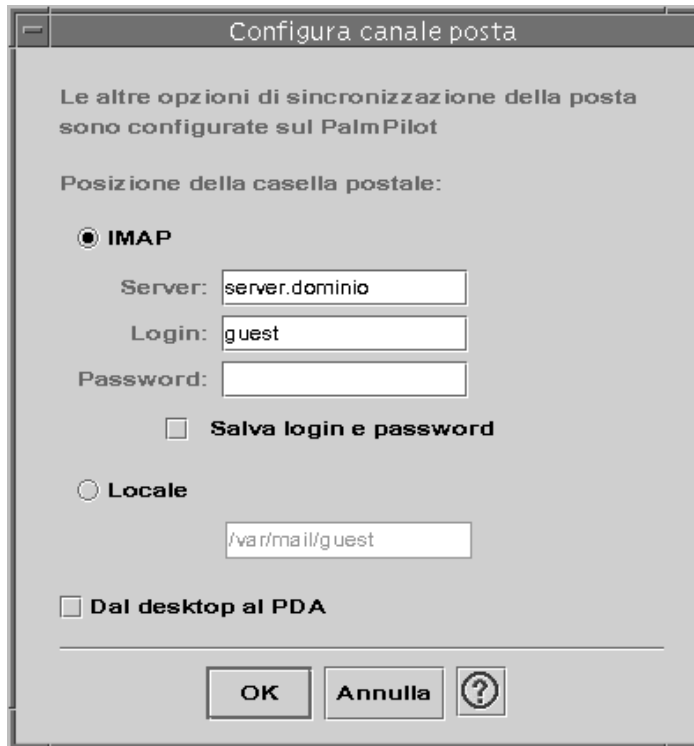 Configura canale posta
Le altre opzioni di sincronizzazione della posta
sono configurate sul PalmPilot
Posizione della casella postale:
IMAP
Server: server.dominio
Login: guest
Password:
Salva login e password
Locale
/var/mail/guest
Dal desktop al PDA
OK Annulla ?